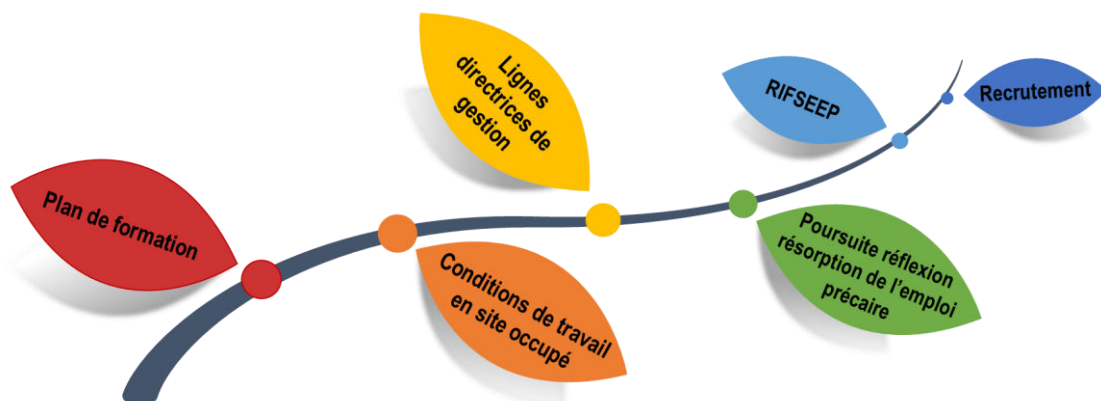 Plan de
formation
Conditions de travail
en site occupé
Lignes
directrices de
gestion
Poursuite réflexion
résorption de l'emploi
précaire
RIFSEEP
Recrutement